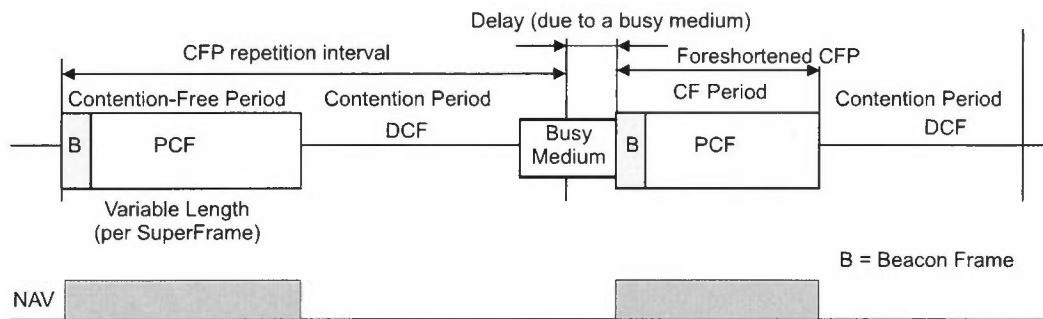 Delay (due to a busy medium)
CFP repetition interval
Foreshortened CFP
Contention-Free Period
Contention Period
CF Period
Contention Period
B
PCF
DCF
Busy
Medium
B
PCF
DCF
Variable Length
(per SuperFrame)
B = Beacon Frame
NAV